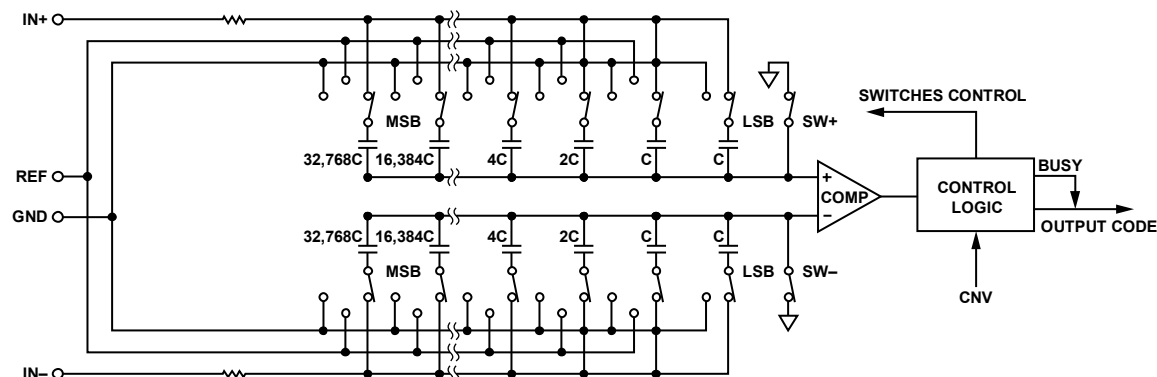 IN+
MSB
LSB
SW+
SWITCHES CONTROL
32,768C
16,384C
4C
2C
C
C
REF
GND
+
COMP
–
CONTROL
LOGIC
BUSY
OUTPUT CODE
32,768C
16,384C
4C
2C
C
C
MSB
LSB
SW–
CNV
IN–